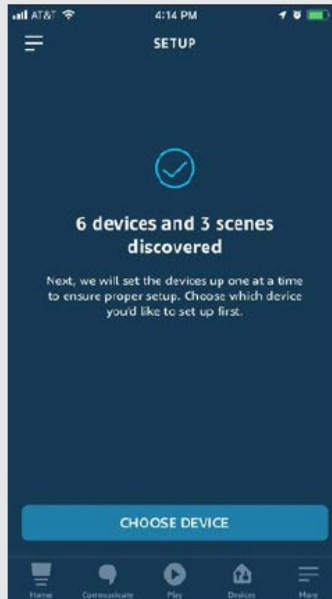 AT&T 4:14 PM
SETUP
6 devices and 3 scenes
discovered
Next, we will set the devices up one at a time
to ensure proper setup. Choose which device
you'd like to set up first.
CHOOSE DEVICE
Home Communicate Play Devices More